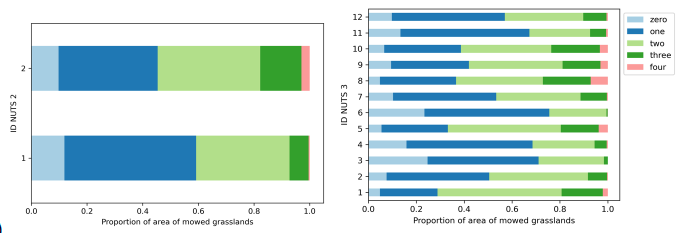 ID NUTS 2
2
1
0.0 0.2 0.4 0.6 0.8 1.0
Proportion of area of mowed grasslands
ID NUTS 3
12
11
10
9
8
7
6
5
4
3
2
1
0.0 0.2 0.4 0.6 0.8 1.0
Proportion of area of mowed grasslands
zero
one
two
three
four